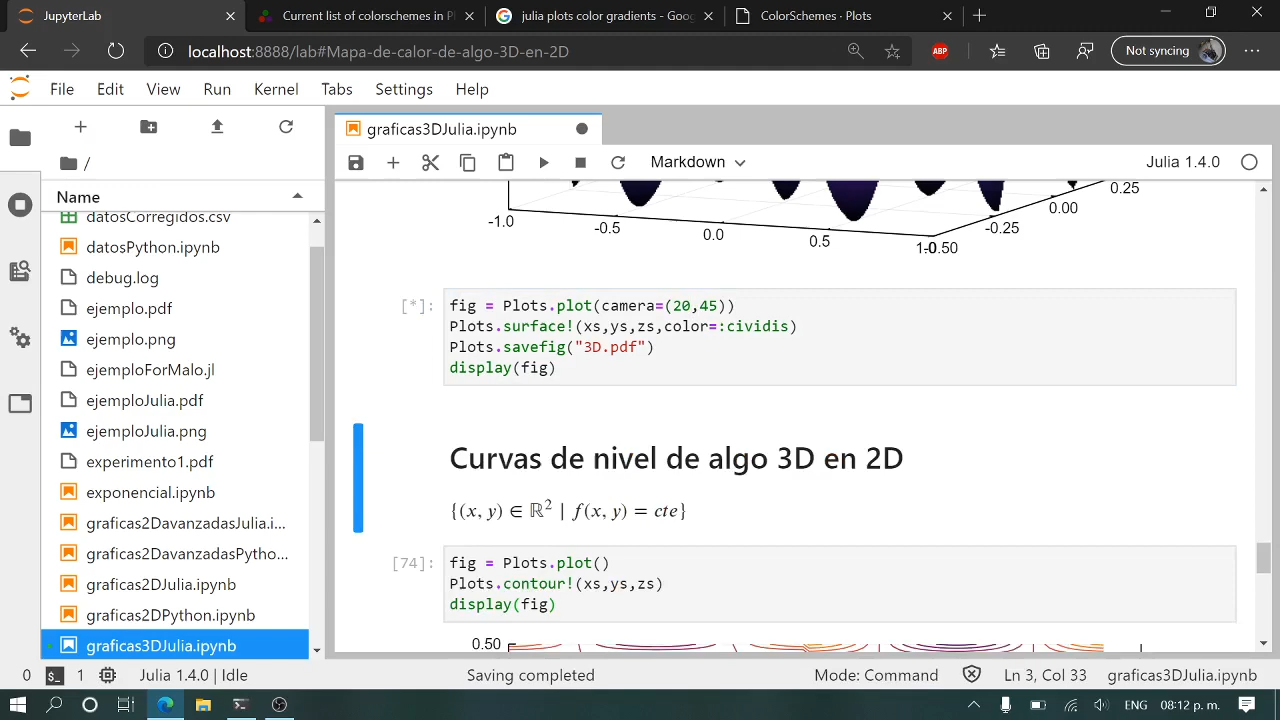 JupyterLab
Current list of colorschemes in P
julia plots color gradients - Goog
ColorSchemes · Plots
localhost:8888/lab#Mapa-de-calor-de-algo-3D-en-2D
ABP
Not syncing
File Edit View Run Kernel Tabs Settings Help
graficas3DJulia.ipynb
/
Markdown
Julia 1.4.0
Name
datosCorregidos.csv
datosPython.ipynb
debug.log
ejemplo.pdf
ejemplo.png
ejemploForMalo.jl
ejemploJulia.pdf
ejemploJulia.png
experimento1.pdf
exponencial.ipynb
graficas2DavanzadasJulia.i...
graficas2DavanzadasPytho...
graficas2DJulia.ipynb
graficas2DPython.ipynb
graficas3DJulia.ipynb
-1.0 -0.5 0.0 0.5 1.0
-0.50 -0.25 0.00 0.25
[*]:
fig = Plots.plot(camera=(20,45))
Plots.surface!(xs,ys,zs,color=:cividis)
Plots.savefig("3D.pdf")
display(fig)
Curvas de nivel de algo 3D en 2D
{(x, y) ∈ ℝ² | f(x, y) = cte}
[74]:
fig = Plots.plot()
Plots.contour!(xs,ys,zs)
display(fig)
0.50
0 $_ 1 Julia 1.4.0 | Idle
Saving completed
Mode: Command
Ln 3, Col 33
graficas3DJulia.ipynb
ENG 08:12 p. m.